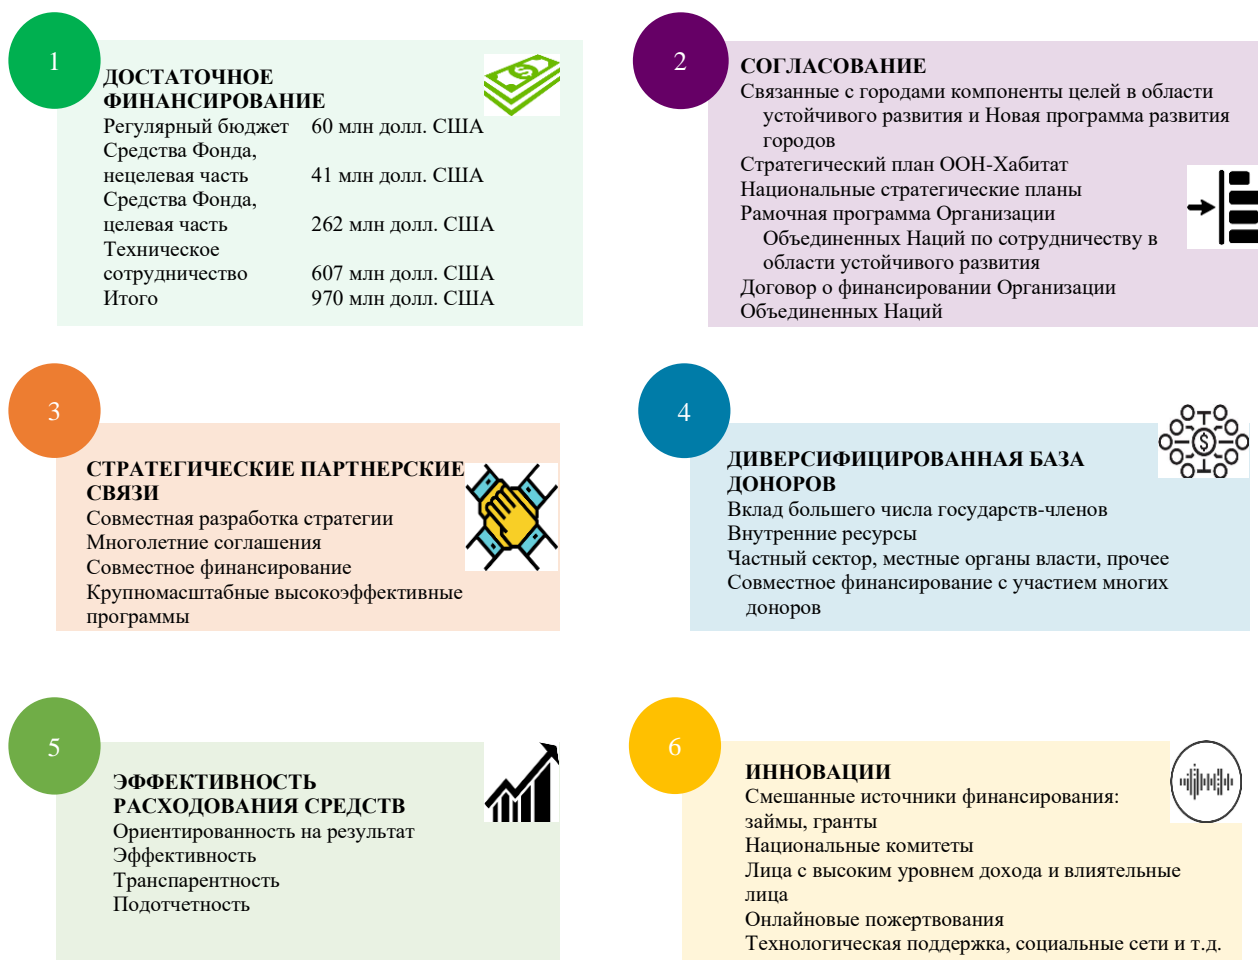 1
ДОСТАТОЧНОЕ
ФИНАНСИРОВАНИЕ
Регулярный бюджет 60 млн долл. США
Средства Фонда,
нецелевая часть 41 млн долл. США
Средства Фонда,
целевая часть 262 млн долл. США
Техническое
сотрудничество 607 млн долл. США
Итого 970 млн долл. США
2
СОГЛАСОВАНИЕ
Связанные с городами компоненты целей в области
устойчивого развития и Новая программа развития
городов
Стратегический план ООН-Хабитат
Национальные стратегические планы
Рамочная программа Организации
Объединенных Наций по сотрудничеству в
области устойчивого развития
Договор о финансировании Организации
Объединенных Наций
3
СТРАТЕГИЧЕСКИЕ ПАРТНЕРСКИЕ
СВЯЗИ
Совместная разработка стратегии
Многолетние соглашения
Совместное финансирование
Крупномасштабные высокоэффективные
программы
4
ДИВЕРСИФИЦИРОВАННАЯ БАЗА
ДОНОРОВ
Вклад большего числа государств-членов
Внутренние ресурсы
Частный сектор, местные органы власти, прочее
Совместное финансирование с участием многих
доноров
5
ЭФФЕКТИВНОСТЬ
РАСХОДОВАНИЯ СРЕДСТВ
Ориентированность на результат
Эффективность
Транспарентность
Подотчетность
6
ИННОВАЦИИ
Смешанные источники финансирования:
займы, гранты
Национальные комитеты
Лица с высоким уровнем дохода и влиятельные
лица
Онлайновые пожертвования
Технологическая поддержка, социальные сети и т.д.